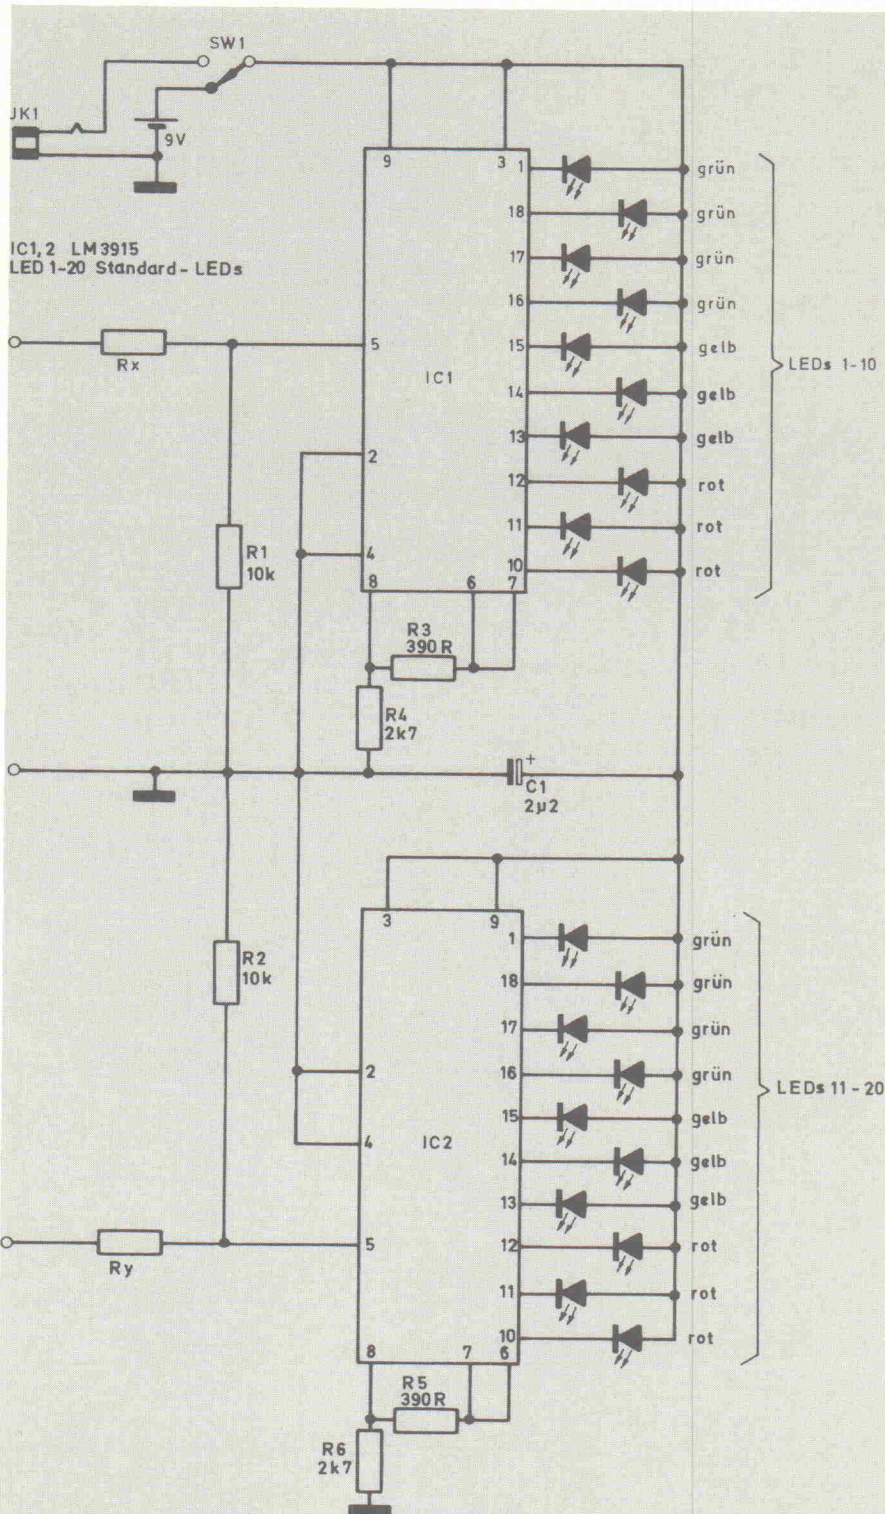 SW1
JK1
9V
9
3
1
grün
18
grün
IC1,2 LM3915
LED 1-20 Standard-LEDs
17
grün
16
grün
Rx
5
IC1
15
gelb
LEDs 1-10
14
gelb
2
13
gelb
12
rot
R1
10k
4
11
rot
10
rot
8
6
7
R3
390R
R4
2k7
+
C1
2µ2
3
9
1
grün
R2
10k
18
grün
17
grün
2
16
grün
LEDs 11-20
15
gelb
4
IC2
14
gelb
13
gelb
5
12
rot
Ry
11
rot
10
rot
8
7
6
R5
390R
R6
2k7